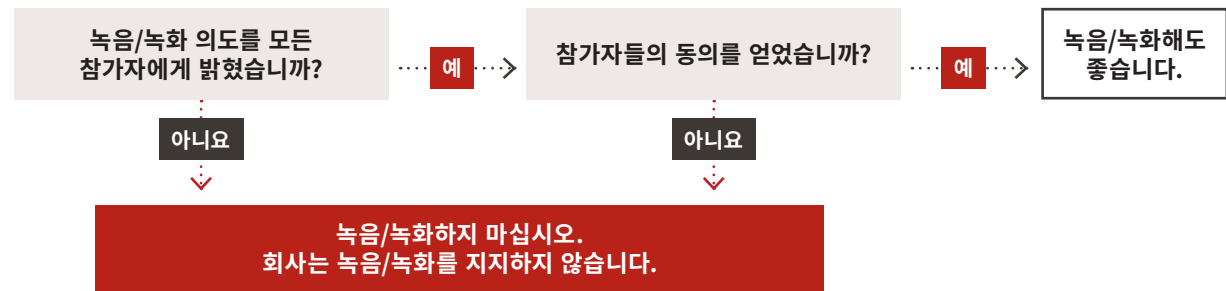 녹음/녹화 의도를 모든
참가자에게 밝혔습니까?
예
참가자들의 동의를 얻었습니까?
예
녹음/녹화해도
좋습니다.
아니요
아니요
녹음/녹화하지 마십시오.
회사는 녹음/녹화를 지지하지 않습니다.